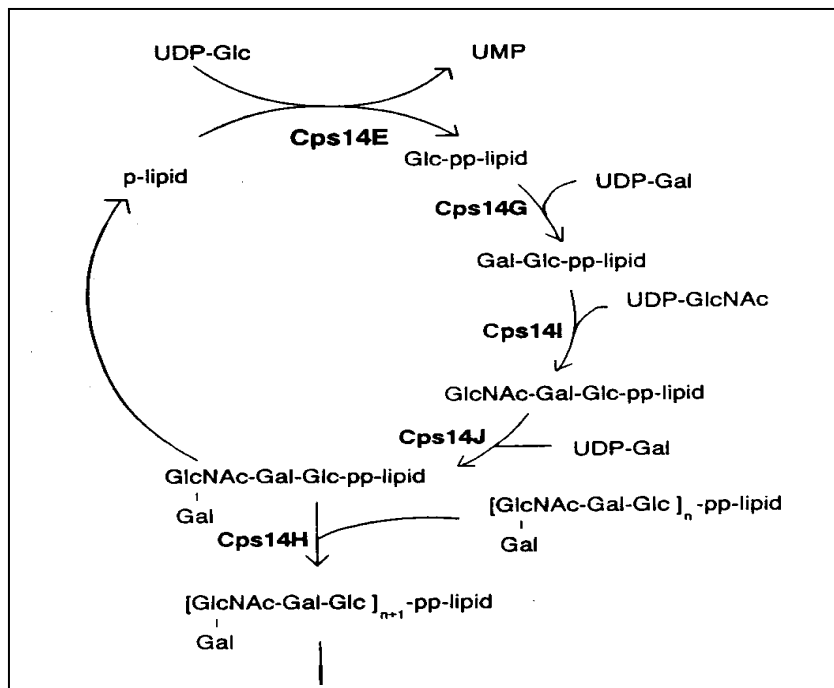 UDP-Glc
UMP
Cps14E
Glc-pp-lipid
p-lipid
UDP-Gal
Cps14G
Gal-Glc-pp-lipid
UDP-GlcNAc
Cps14I
GlcNAc-Gal-Glc-pp-lipid
Cps14J
UDP-Gal
GlcNAc-Gal-Glc-pp-lipid
Gal
[GlcNAc-Gal-Glc ]n-pp-lipid
Gal
Cps14H
[GlcNAc-Gal-Glc ]n+1-pp-lipid
Gal